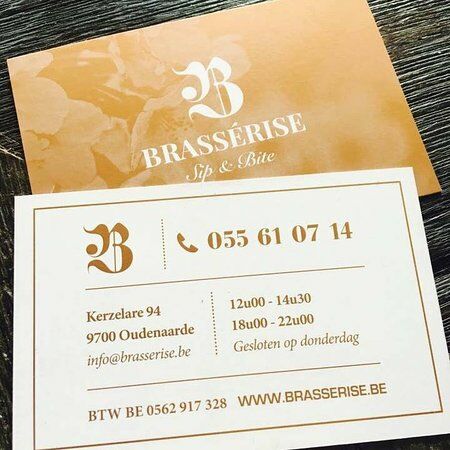 B
BRASSÉRISE
Sip & Bite
B
055 61 07 14
Kerzelare 94
9700 Oudenaarde
info@brasserise.be
12u00 - 14u30
18u00 - 22u00
Gesloten op donderdag
BTW BE 0562 917 328 WWW.BRASSERISE.BE